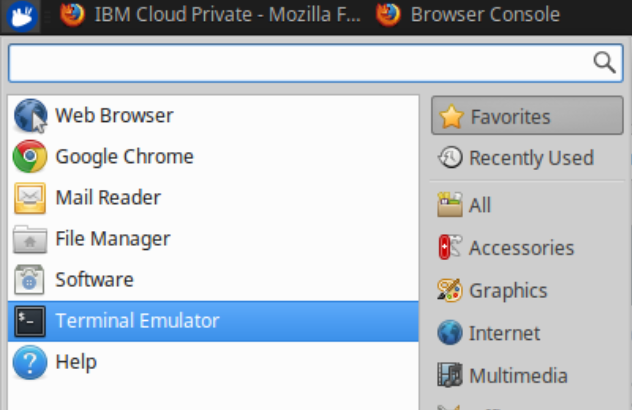 IBM Cloud Private - Mozilla F...
Browser Console
Web Browser
Google Chrome
Mail Reader
File Manager
Software
Terminal Emulator
Help
Favorites
Recently Used
All
Accessories
Graphics
Internet
Multimedia